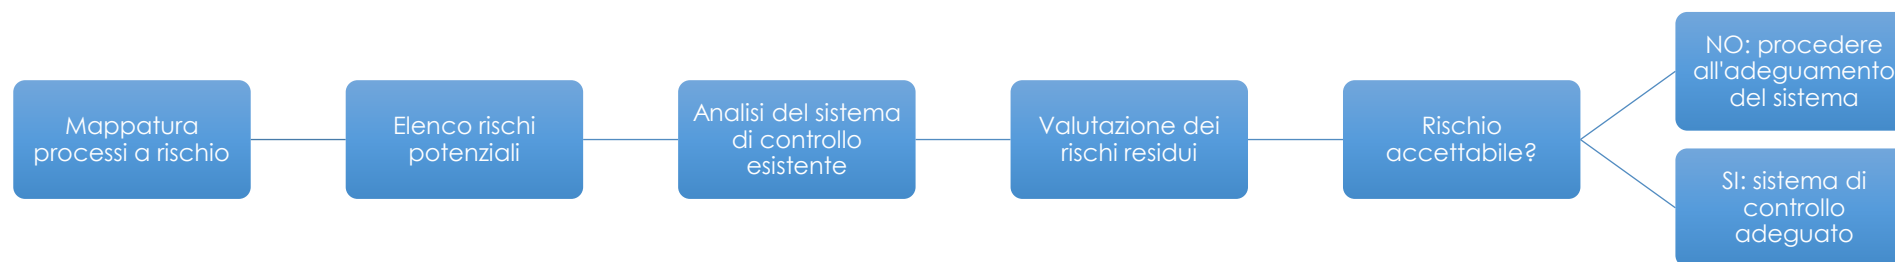 Mappatura
processi a rischio
Elenco rischi
potenziali
Analisi del sistema
di controllo
esistente
Valutazione dei
rischi residui
Rischio
accettabile?
NO: procedere
all'adeguamento
del sistema
SI: sistema di
controllo
adeguato